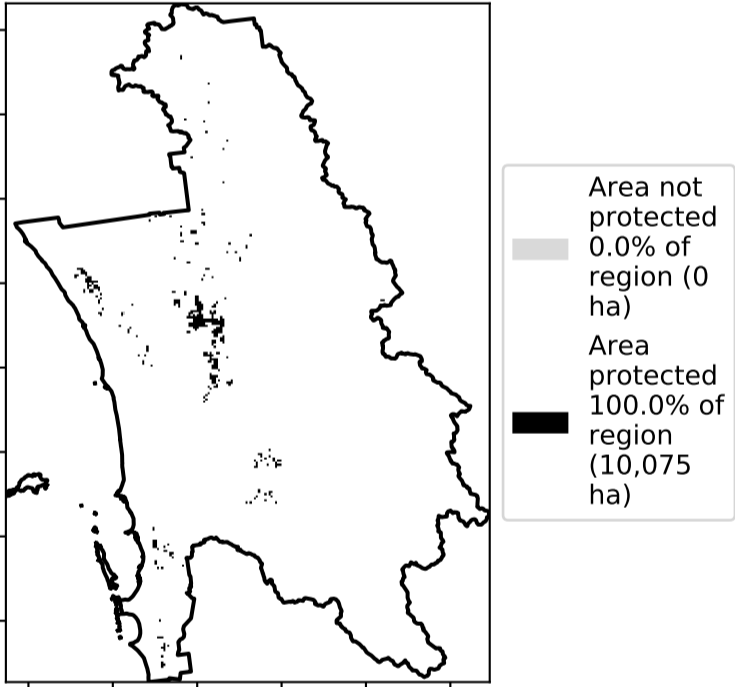 Area not
protected
0.0% of
region (0
ha)
Area
protected
100.0% of
region
(10,075
ha)